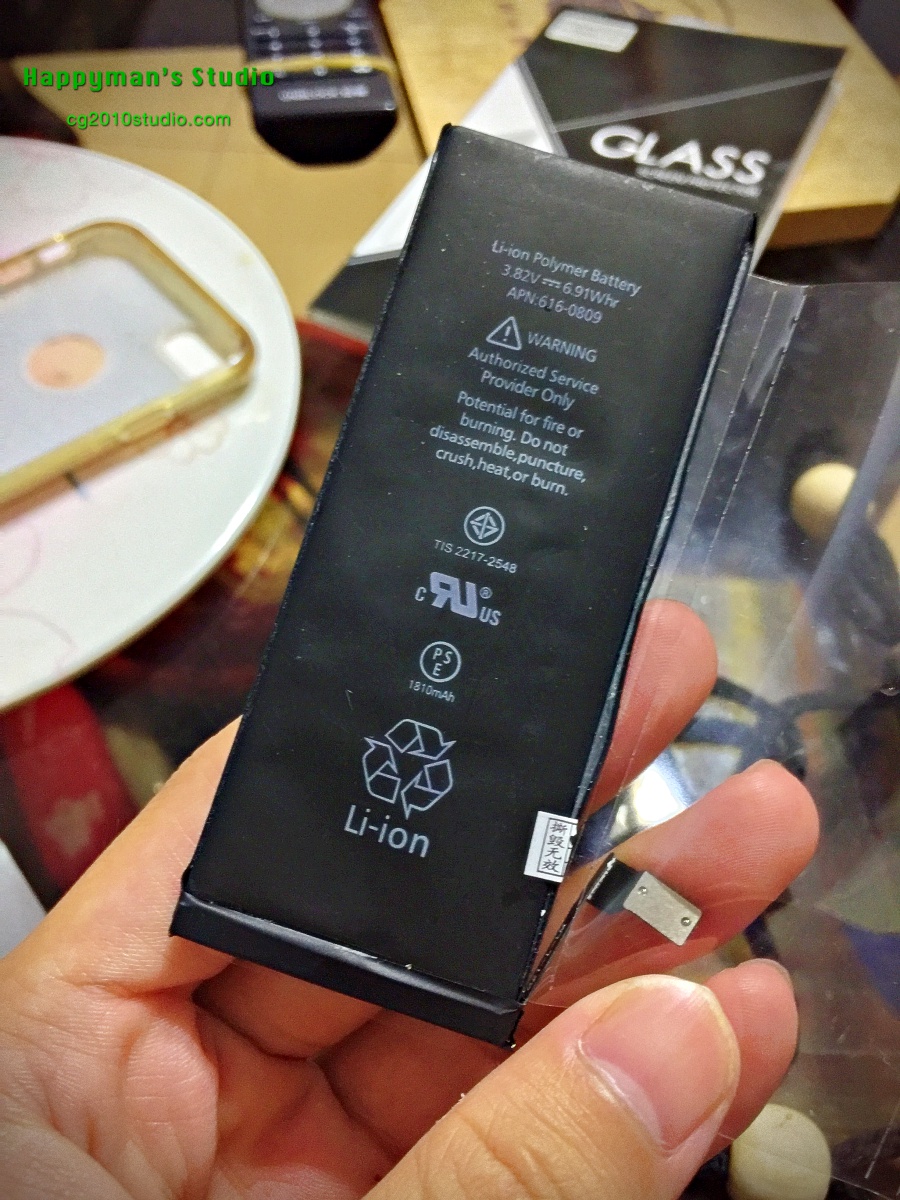 Happyman's Studio
cg2010studio.com
GLASS
Li-ion Polymer Battery
3.82V 6.91Whr
APN:616-0809
WARNING
Authorized Service
Provider Only
Potential for fire or
burning. Do not
disassemble,puncture,
crush,heat,or burn.
TIS 2217-2548
c RU ® US
PS
E
1810mAh
Li-ion
撕毁无效